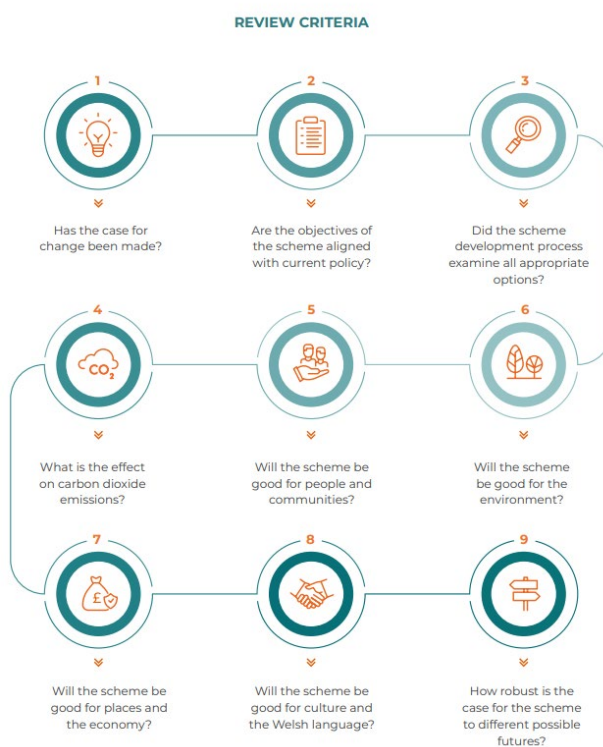 REVIEW CRITERIA
1
Has the case for
change been made?
2
Are the objectives of
the scheme aligned
with current policy?
3
Did the scheme
development process
examine all appropriate
options?
4
CO2
What is the effect
on carbon dioxide
emissions?
5
Will the scheme be
good for people and
communities?
6
Will the scheme
be good for the
environment?
7
£
Will the scheme be
good for places and
the economy?
8
Will the scheme be
good for culture and
the Welsh language?
9
How robust is the
case for the scheme
to different possible
futures?